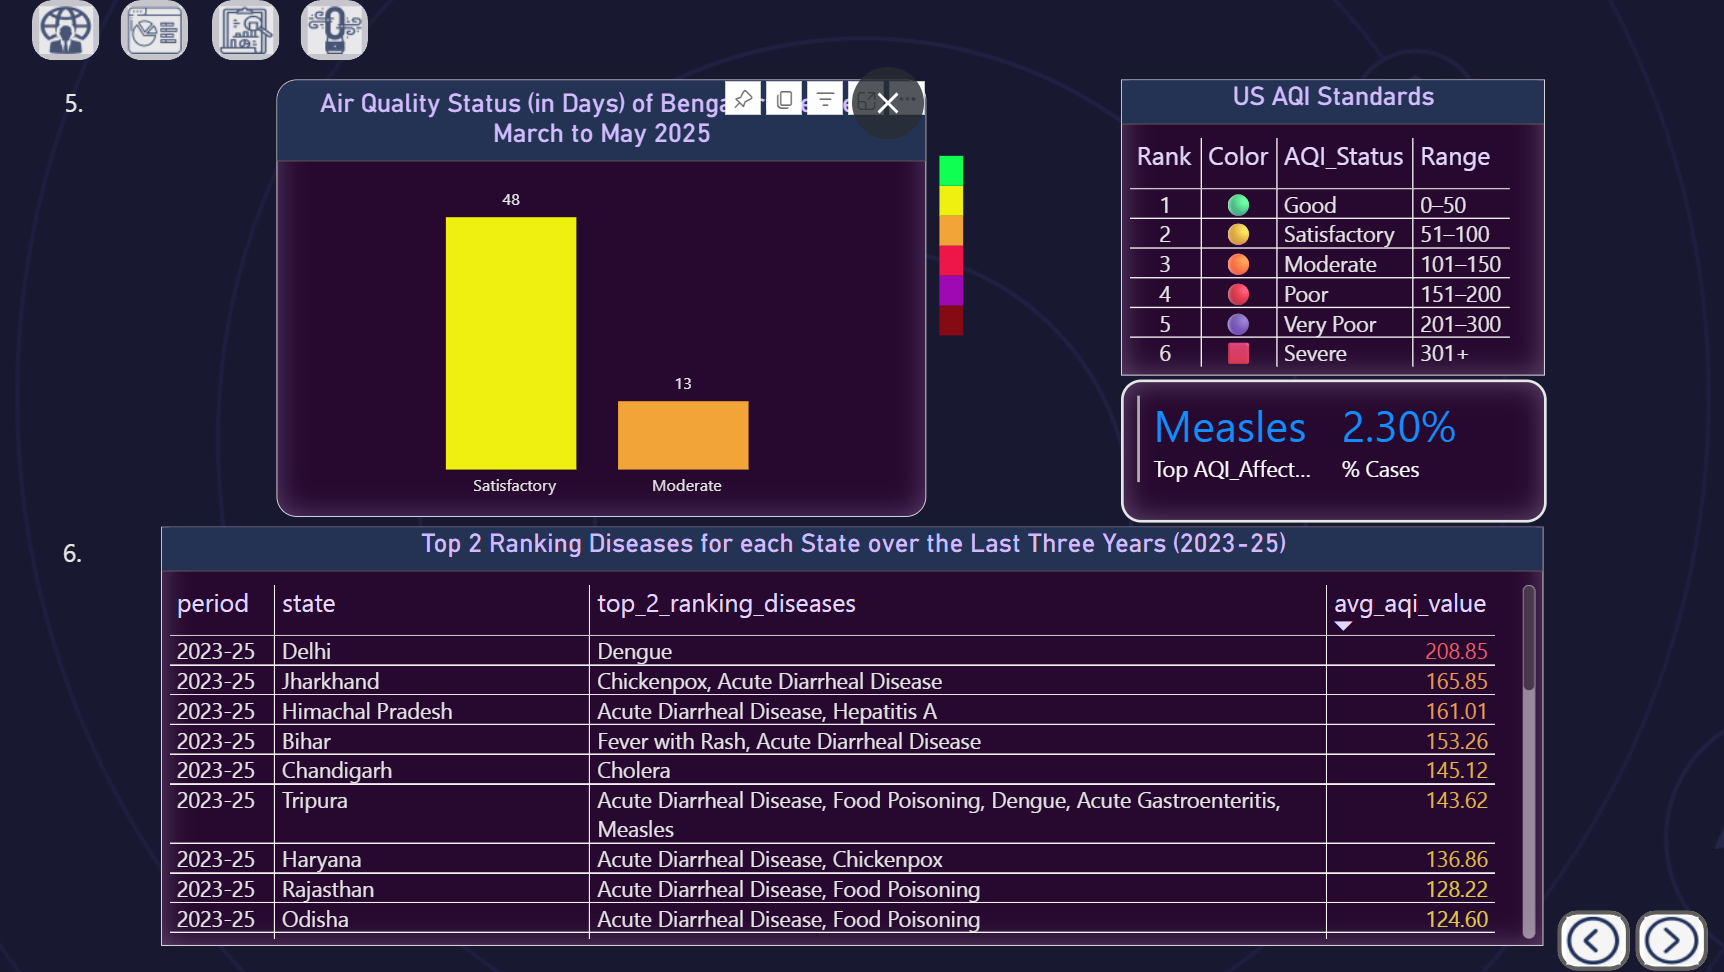 5.
Air Quality Status (in Days) of
March to May 2025
48
13
Satisfactory
Moderate
US AQI Standards
Rank Color AQI_Status Range
1 Good 0–50
2 Satisfactory 51–100
3 Moderate 101–150
4 Poor 151–200
5 Very Poor 201–300
6 Severe 301+
Measles 2.30%
Top AQI_Affect... % Cases
6.
Top 2 Ranking Diseases for each State over the Last Three Years (2023-25)
period state top_2_ranking_diseases avg_aqi_value
2023-25 Delhi Dengue 208.85
2023-25 Jharkhand Chickenpox, Acute Diarrheal Disease 165.85
2023-25 Himachal Pradesh Acute Diarrheal Disease, Hepatitis A 161.01
2023-25 Bihar Fever with Rash, Acute Diarrheal Disease 153.26
2023-25 Chandigarh Cholera 145.12
2023-25 Tripura Acute Diarrheal Disease, Food Poisoning, Dengue, Acute Gastroenteritis, 143.62
Measles
2023-25 Haryana Acute Diarrheal Disease, Chickenpox 136.86
2023-25 Rajasthan Acute Diarrheal Disease, Food Poisoning 128.22
2023-25 Odisha Acute Diarrheal Disease, Food Poisoning 124.60